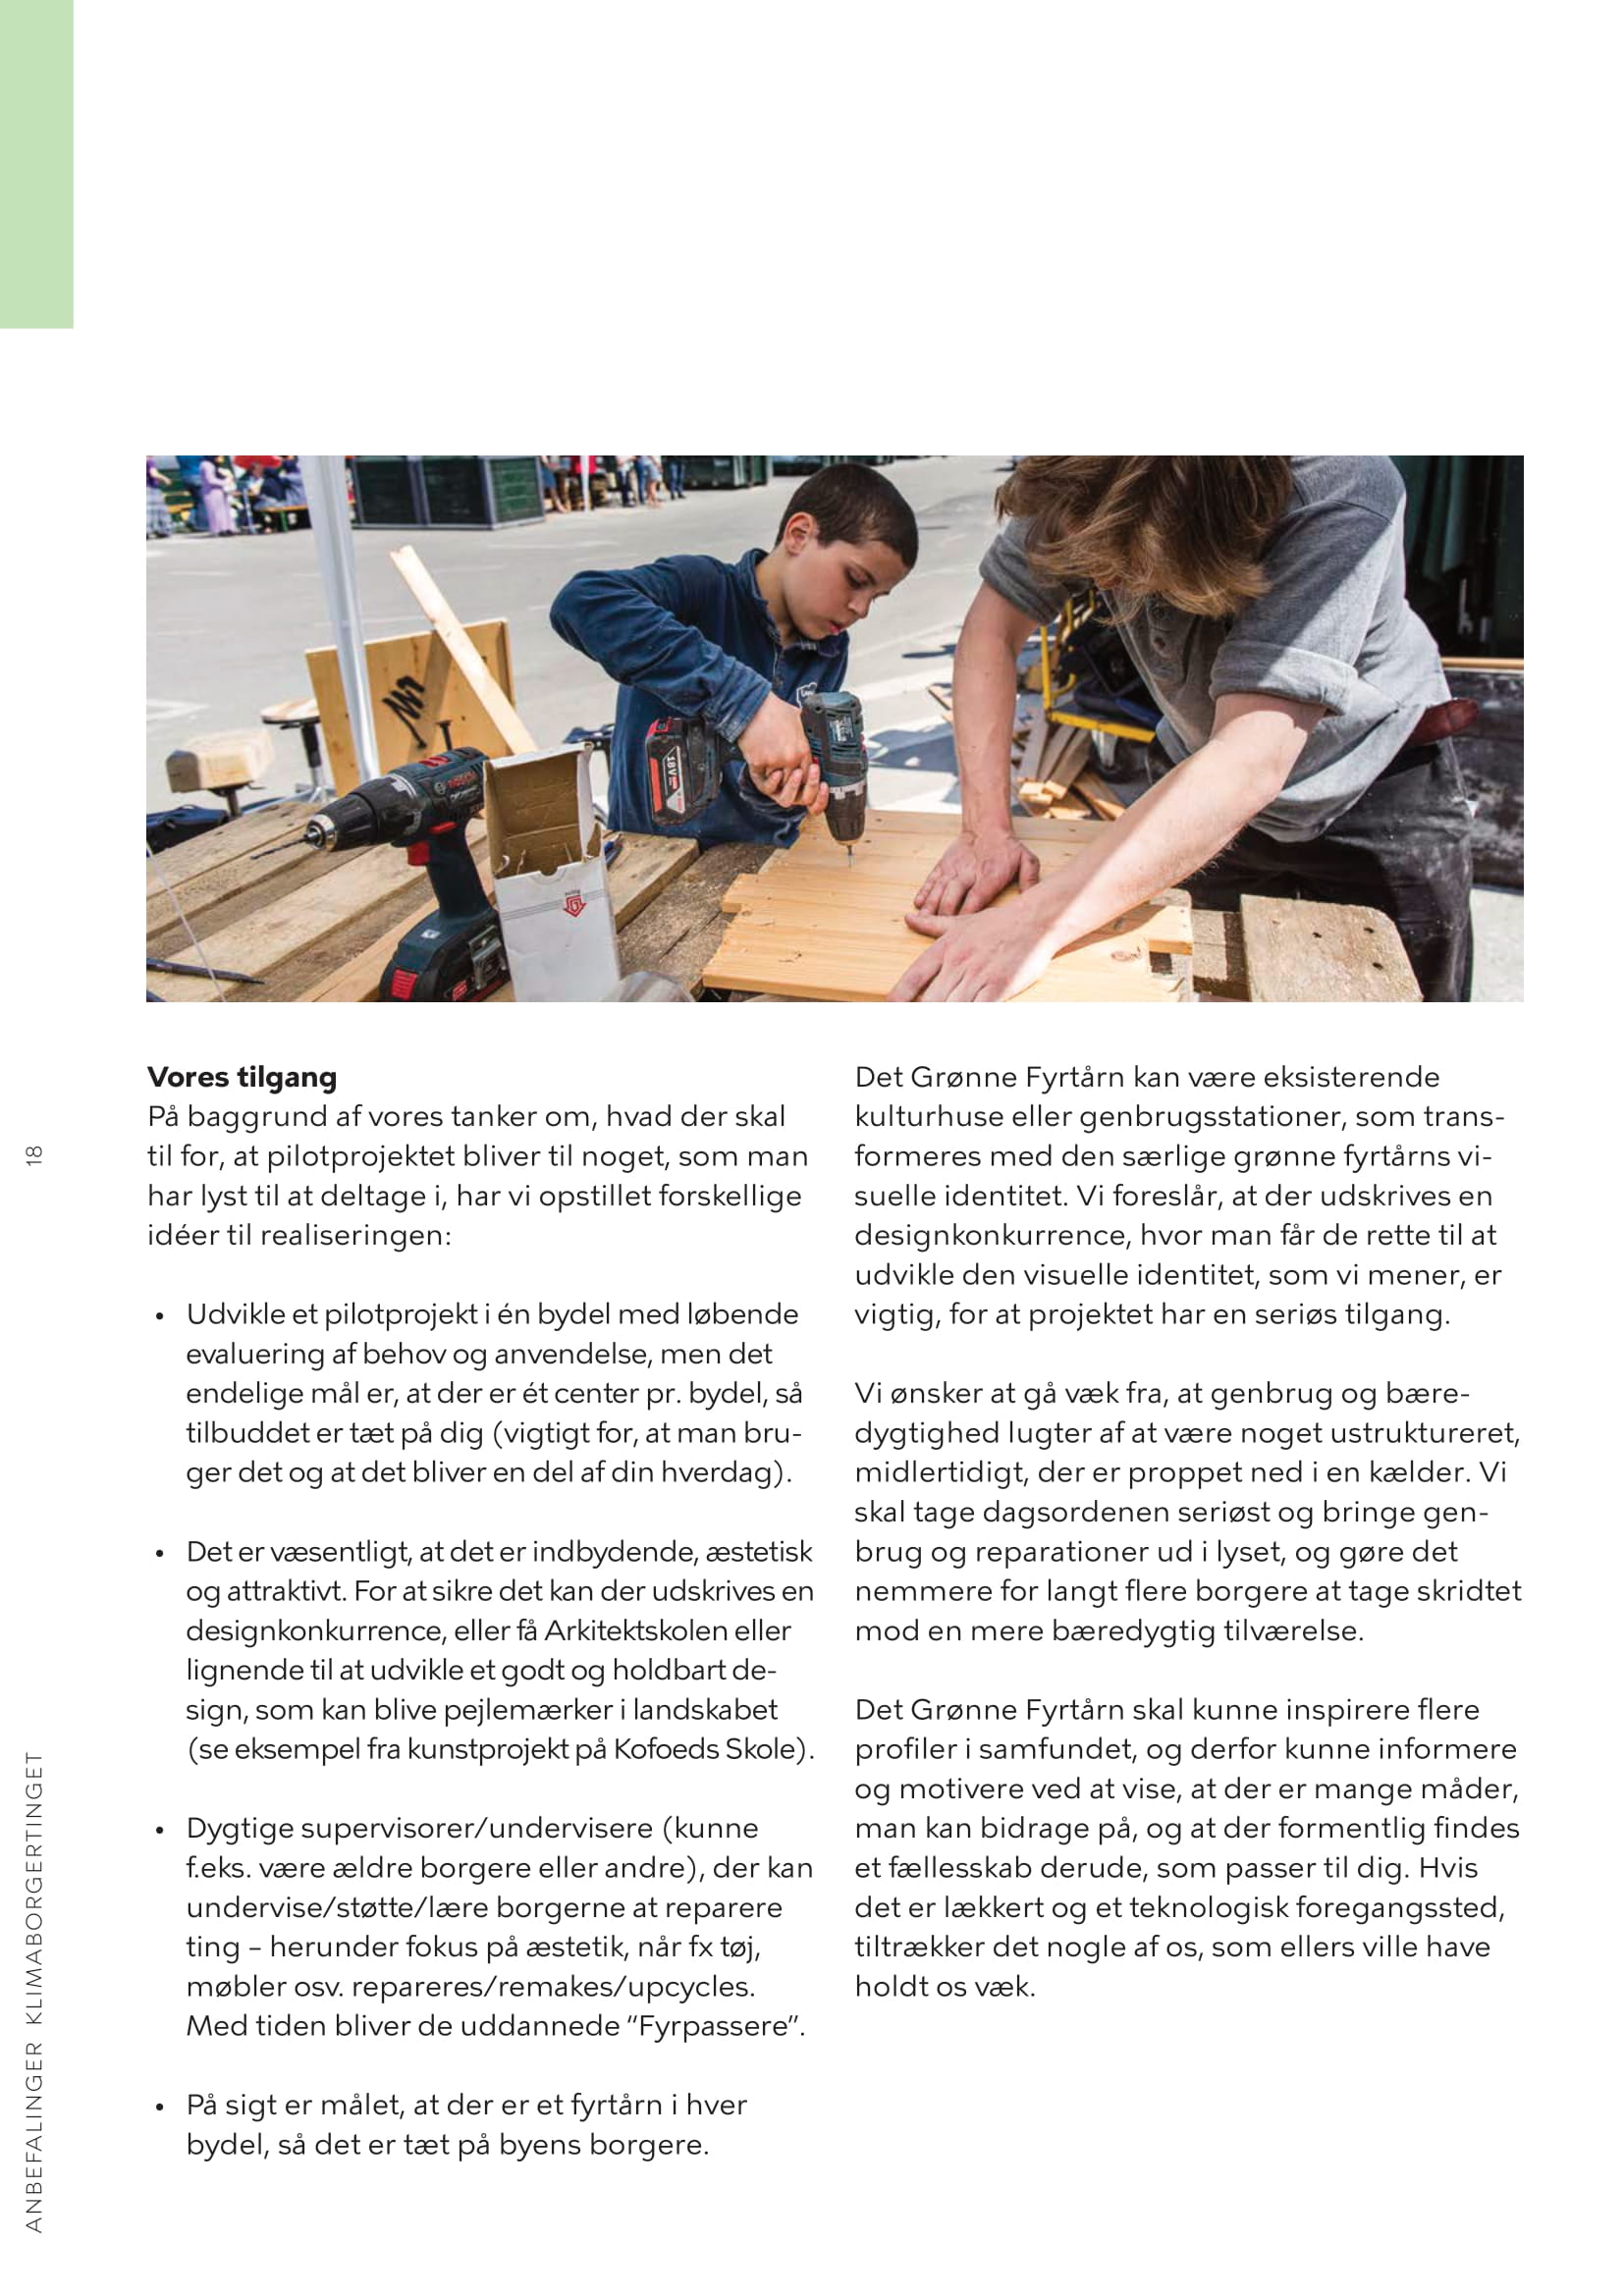 Vores tilgang
På baggrund af vores tanker om, hvad der skal
til for, at pilotprojektet bliver til noget, som man
har lyst til at deltage i, har vi opstillet forskellige
idéer til realiseringen:
• Udvikle et pilotprojekt i én bydel med løbende
evaluering af behov og anvendelse, men det
endelige mål er, at der er ét center pr. bydel, så
tilbuddet er tæt på dig (vigtigt for, at man bru-
ger det og at det bliver en del af din hverdag).
• Det er væsentligt, at det er indbydende, æstetisk
og attraktivt. For at sikre det kan der udskrives en
designkonkurrence, eller få Arkitektskolen eller
lignende til at udvikle et godt og holdbart de-
sign, som kan blive pejlemærker i landskabet
(se eksempel fra kunstprojekt på Kofoeds Skole).
• Dygtige supervisorer/undervisere (kunne
f.eks. være ældre borgere eller andre), der kan
undervise/støtte/lære borgerne at reparere
ting – herunder fokus på æstetik, når fx tøj,
møbler osv. repareres/remakes/upcycles.
Med tiden bliver de uddannede "Fyrpassere".
• På sigt er målet, at der er et fyrtårn i hver
bydel, så det er tæt på byens borgere.
Det Grønne Fyrtårn kan være eksisterende
kulturhuse eller genbrugsstationer, som trans-
formeres med den særlige grønne fyrtårns vi-
suelle identitet. Vi foreslår, at der udskrives en
designkonkurrence, hvor man får de rette til at
udvikle den visuelle identitet, som vi mener, er
vigtig, for at projektet har en seriøs tilgang.
Vi ønsker at gå væk fra, at genbrug og bære-
dygtighed lugter af at være noget ustruktureret,
midlertidigt, der er proppet ned i en kælder. Vi
skal tage dagsordenen seriøst og bringe gen-
brug og reparationer ud i lyset, og gøre det
nemmere for langt flere borgere at tage skridtet
mod en mere bæredygtig tilværelse.
Det Grønne Fyrtårn skal kunne inspirere flere
profiler i samfundet, og derfor kunne informere
og motivere ved at vise, at der er mange måder,
man kan bidrage på, og at der formentlig findes
et fællesskab derude, som passer til dig. Hvis
det er lækkert og et teknologisk foregangssted,
tiltrækker det nogle af os, som ellers ville have
holdt os væk.
18
ANBEFALINGER KLIMABORGERTINGET
18V